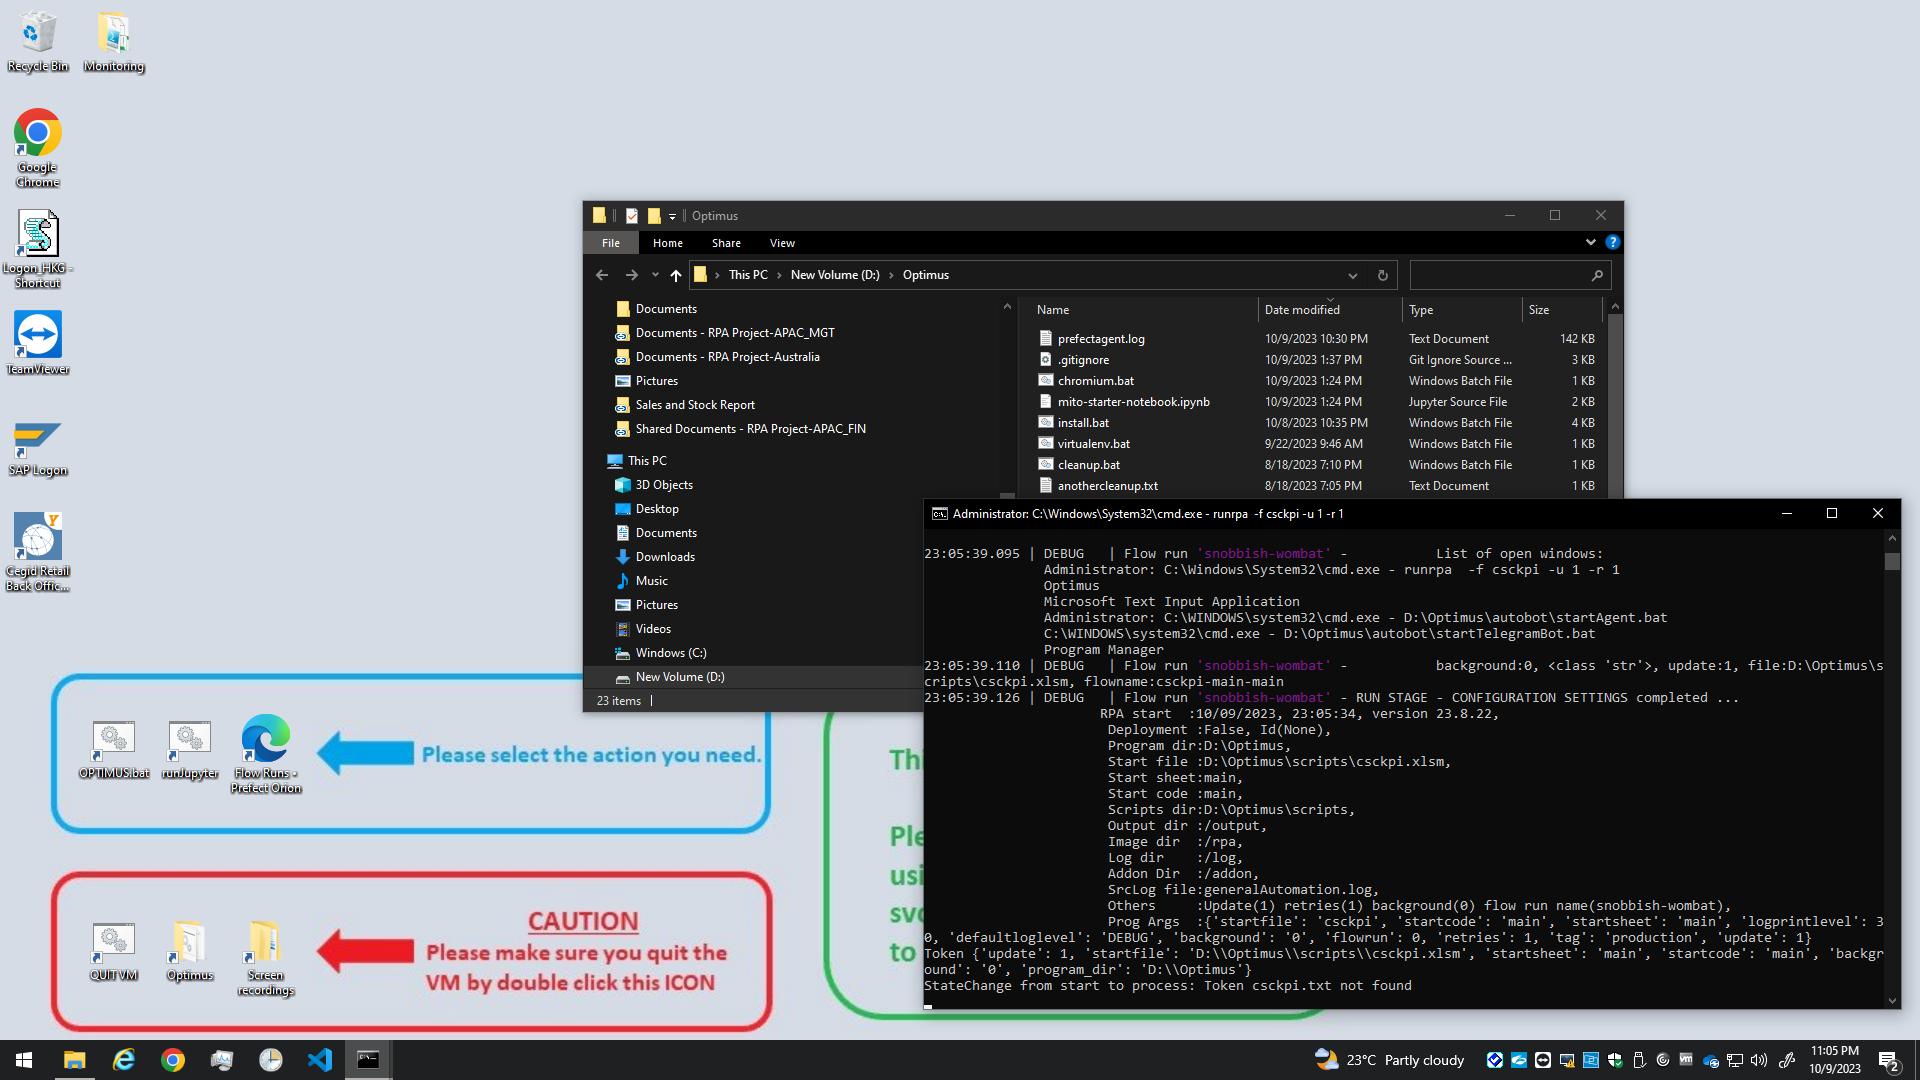 Recycle Bin
Monitoring
Google
Chrome
Logon_HKG -
Shortcut
TeamViewer
SAP Logon
Cegid Retail
Back Offic...
Optimus
File
Home
Share
View
This PC
New Volume (D:)
Optimus
Documents
Documents - RPA Project-APAC_MGT
Documents - RPA Project-Australia
Pictures
Sales and Stock Report
Shared Documents - RPA Project-APAC_FIN
This PC
3D Objects
Desktop
Documents
Downloads
Music
Pictures
Videos
Windows (C:)
New Volume (D:)
23 items
Name Date modified Type Size
prefectagent.log 10/9/2023 10:30 PM Text Document 142 KB
.gitignore 10/9/2023 1:37 PM Git Ignore Source ... 3 KB
chromium.bat 10/9/2023 1:24 PM Windows Batch File 1 KB
mito-starter-notebook.ipynb 10/9/2023 1:24 PM Jupyter Source File 2 KB
install.bat 10/8/2023 10:35 PM Windows Batch File 4 KB
virtualenv.bat 9/22/2023 9:46 AM Windows Batch File 1 KB
cleanup.bat 8/18/2023 7:10 PM Windows Batch File 1 KB
anothercleanup.txt 8/18/2023 7:05 PM Text Document 1 KB
Administrator: C:\Windows\System32\cmd.exe - runrpa -f csckpi -u 1 -r 1
23:05:39.095 | DEBUG | Flow run 'snobbish-wombat' - List of open windows:
Administrator: C:\Windows\System32\cmd.exe - runrpa  -f csckpi -u 1 -r 1
Optimus
Microsoft Text Input Application
Administrator: C:\WINDOWS\system32\cmd.exe - D:\Optimus\autobot\startAgent.bat
C:\WINDOWS\system32\cmd.exe - D:\Optimus\autobot\startTelegramBot.bat
Program Manager
23:05:39.110 | DEBUG | Flow run 'snobbish-wombat' - background:0, <class 'str'>, update:1, file:D:\Optimus\s
cripts\csckpi.xlsm, flowname:csckpi-main-main
23:05:39.126 | DEBUG | Flow run 'snobbish-wombat' - RUN STAGE - CONFIGURATION SETTINGS completed ...
RPA start :10/09/2023, 23:05:34, version 23.8.22,
Deployment :False, Id(None),
Program dir:D:\Optimus,
Start file :D:\Optimus\scripts\csckpi.xlsm,
Start sheet:main,
Start code :main,
Scripts dir:D:\Optimus\scripts,
Output dir :/output,
Image dir :/rpa,
Log dir :/log,
Addon Dir :/addon,
SrcLog file:generalAutomation.log,
Others :Update(1) retries(1) background(0) flow run name(snobbish-wombat),
Prog Args :{'startfile': 'csckpi', 'startcode': 'main', 'startsheet': 'main', 'logprintlevel': 3
0, 'defaultloglevel': 'DEBUG', 'background': '0', 'flowrun': 0, 'retries': 1, 'tag': 'production', 'update': 1}
Token {'update': 1, 'startfile': 'D:\\Optimus\\scripts\\csckpi.xlsm', 'startsheet': 'main', 'startcode': 'main', 'backgr
ound': '0', 'program_dir': 'D:\\Optimus'}
StateChange from start to process: Token csckpi.txt not found
OPTIMUS.bat
runJupyter
Flow Runs •
Prefect Orion
Please select the action you need.
QUIT VM
Optimus
Screen
recordings
CAUTION
Please make sure you quit the
VM by double click this ICON
Thi
Ple
usi
svc
to
23°C Partly cloudy
11:05 PM
10/9/2023
2